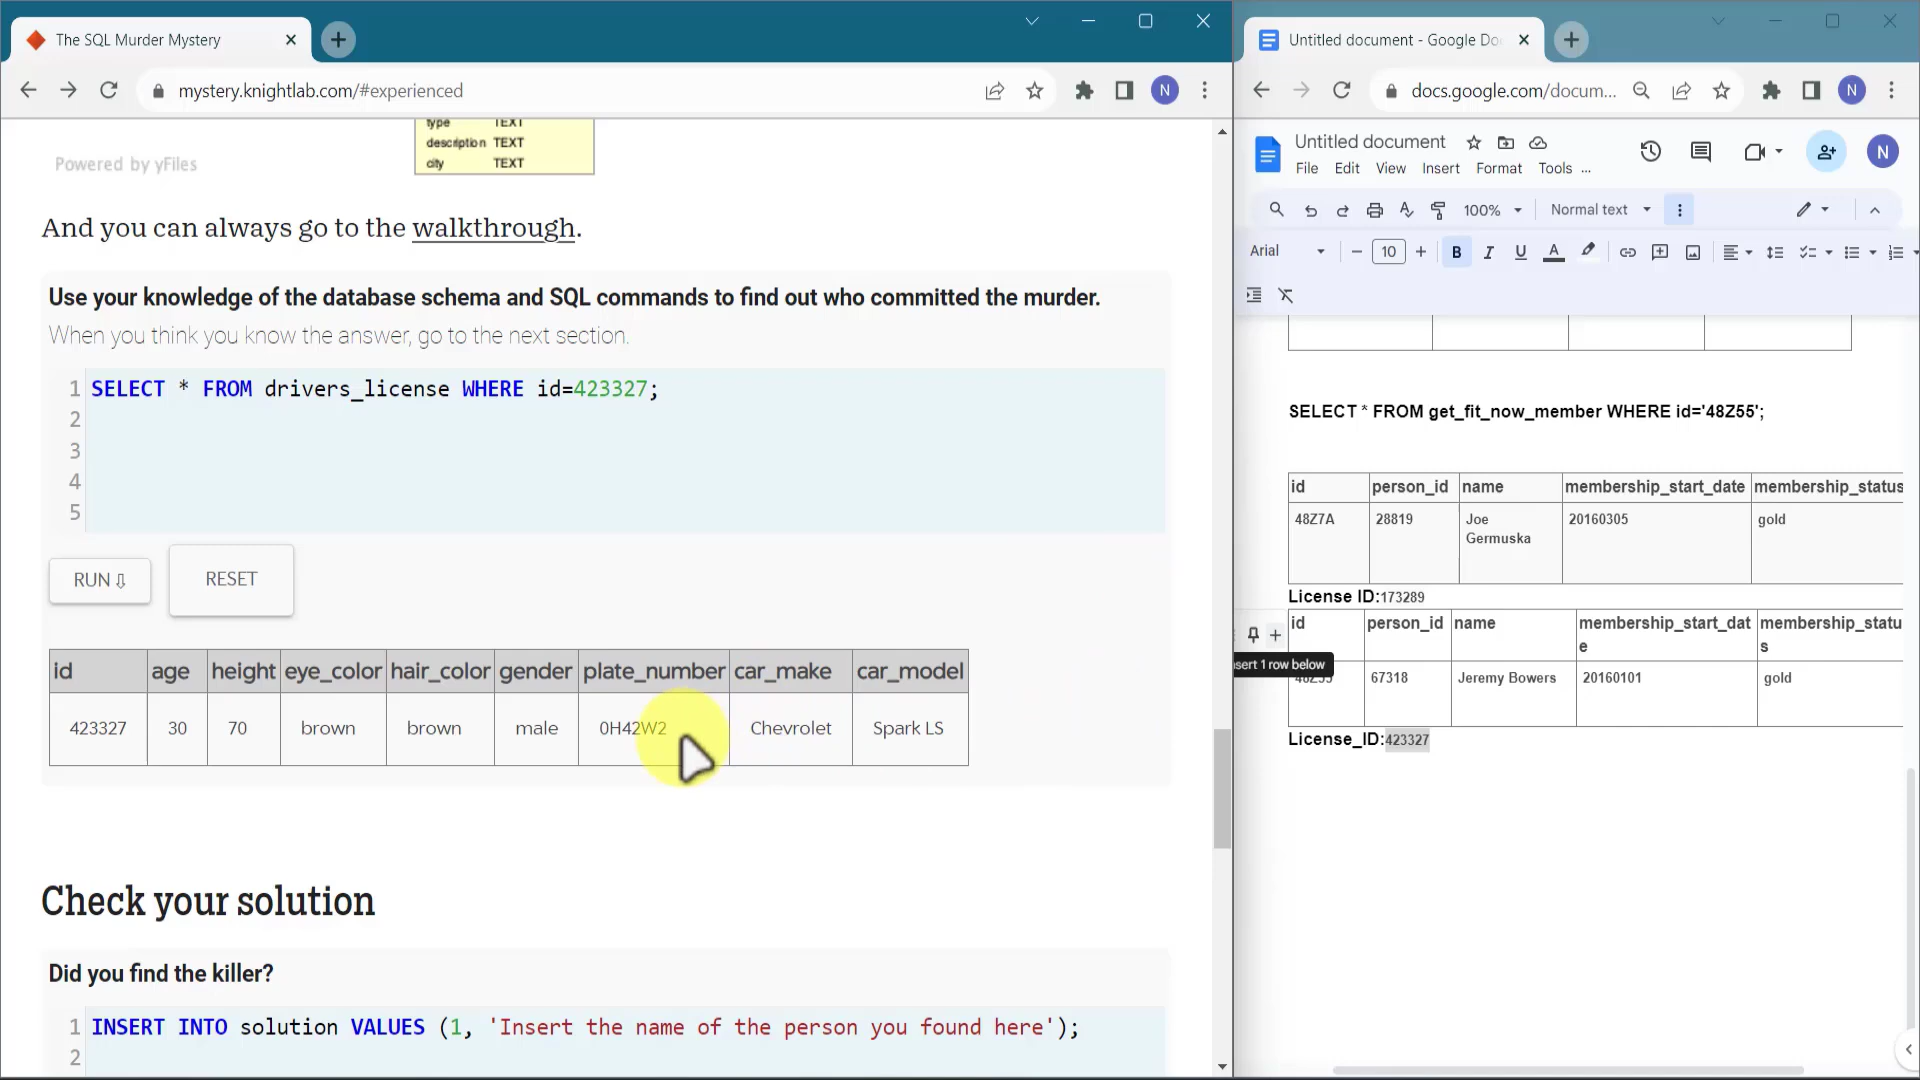 The SQL Murder Mystery
mystery.knightlab.com/#experienced
N
type TEXT
description TEXT
city TEXT
Powered by yFiles
And you can always go to the walkthrough.
Use your knowledge of the database schema and SQL commands to find out who committed the murder.
When you think you know the answer, go to the next section.
1 SELECT * FROM drivers_license WHERE id=423327;
2
3
4
5
RUN ⇩ RESET
id age height eye_color hair_color gender plate_number car_make car_model
423327 30 70 brown brown male 0H42W2 Chevrolet Spark LS
Check your solution
Did you find the killer?
1 INSERT INTO solution VALUES (1, 'Insert the name of the person you found here');
2
Untitled document - Google Do
docs.google.com/docum...
N
Untitled document
N
File Edit View Insert Format Tools ...
100% Normal text
Arial 10 B I U A
SELECT * FROM get_fit_now_member WHERE id='48Z55';
id person_id name membership_start_date membership_status
48Z7A 28819 Joe Germuska 20160305 gold
License ID:173289
id person_id name membership_start_date membership_status
sert 1 row below
48Z55 67318 Jeremy Bowers 20160101 gold
License_ID:423327